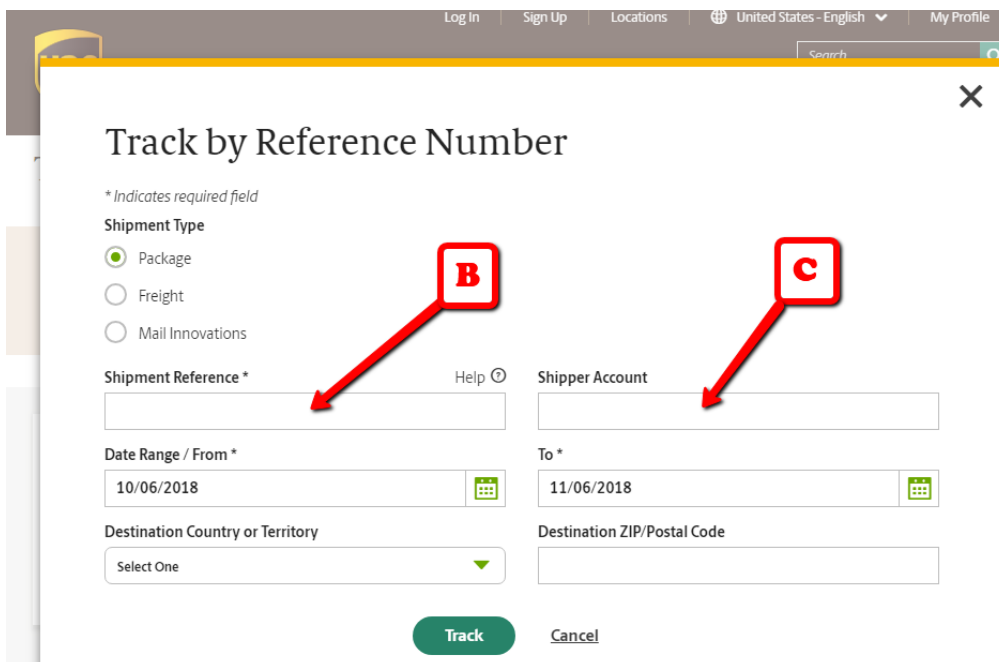 Log In Sign Up Locations United States - English My Profile
Search
Track by Reference Number
* Indicates required field
Shipment Type
Package
Freight
Mail Innovations
B
C
Shipment Reference * Help Shipper Account
Date Range / From * To *
10/06/2018 11/06/2018
Destination Country or Territory Destination ZIP/Postal Code
Select One
Track Cancel